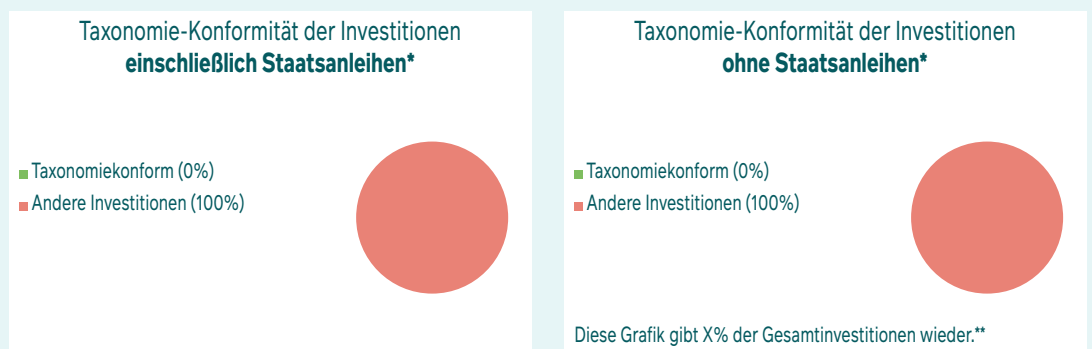 Taxonomie-Konformität der Investitionen
einschließlich Staatsanleihen*
Taxonomiekonform (0%)
Andere Investitionen (100%)
Taxonomie-Konformität der Investitionen
ohne Staatsanleihen*
Taxonomiekonform (0%)
Andere Investitionen (100%)
Diese Grafik gibt X% der Gesamtinvestitionen wieder.**